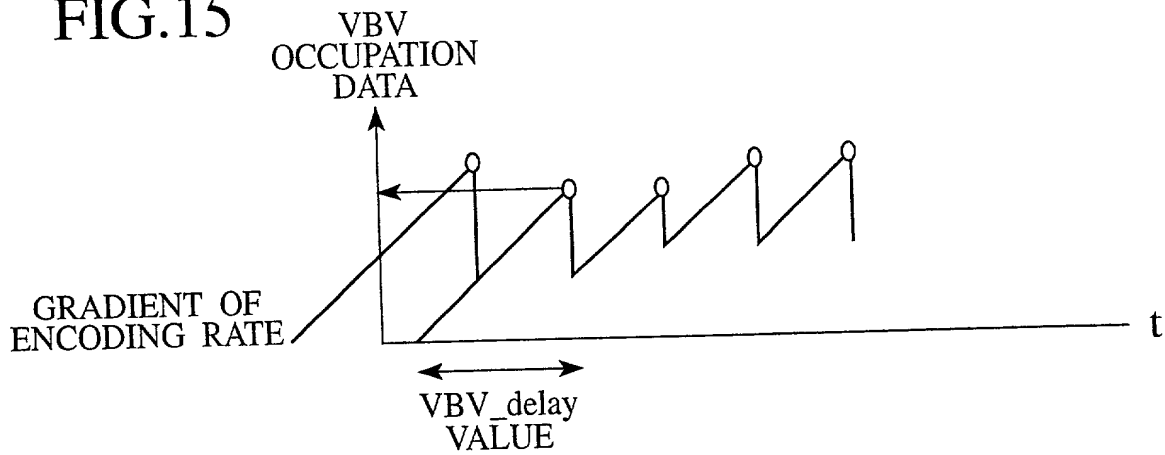 FIG.15
VBV
OCCUPATION
DATA
GRADIENT OF
ENCODING RATE
t
VBV_delay
VALUE